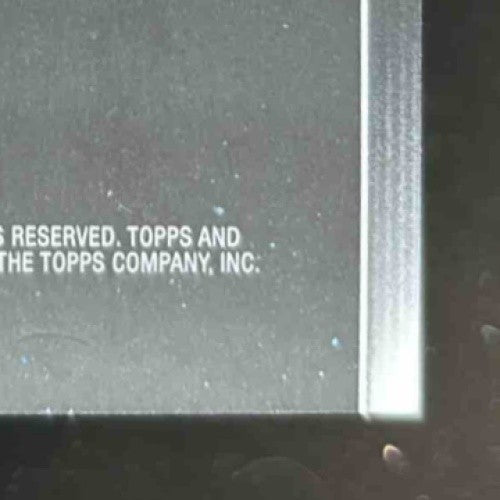 S RESERVED. TOPPS AND
THE TOPPS COMPANY, INC.